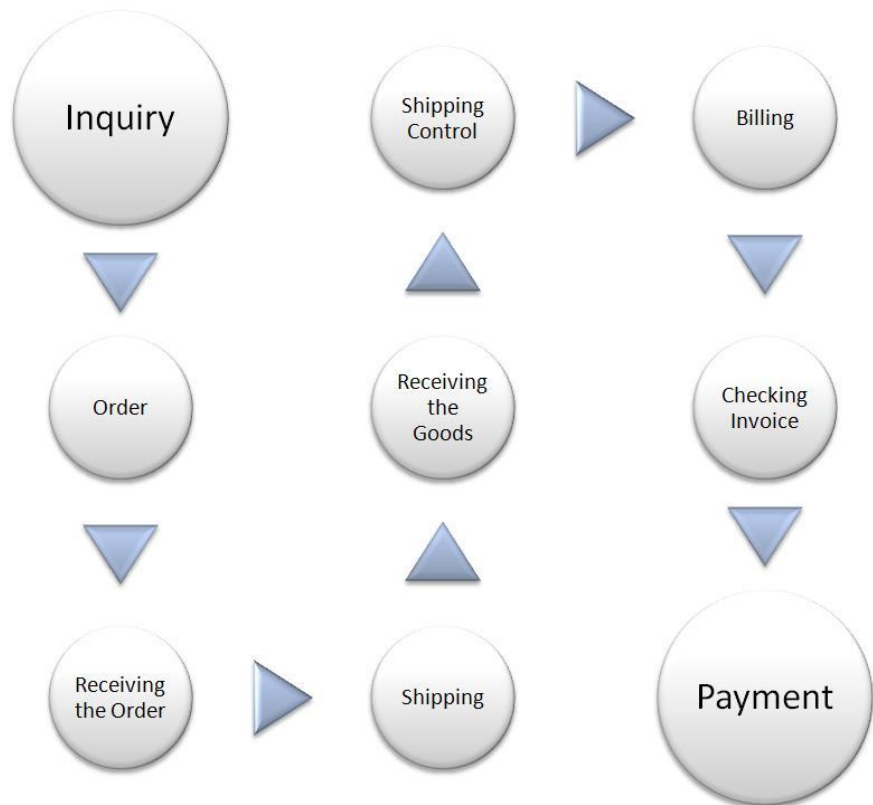 Inquiry
Order
Receiving
the Order
Shipping
Receiving
the
Goods
Shipping
Control
Billing
Checking
Invoice
Payment